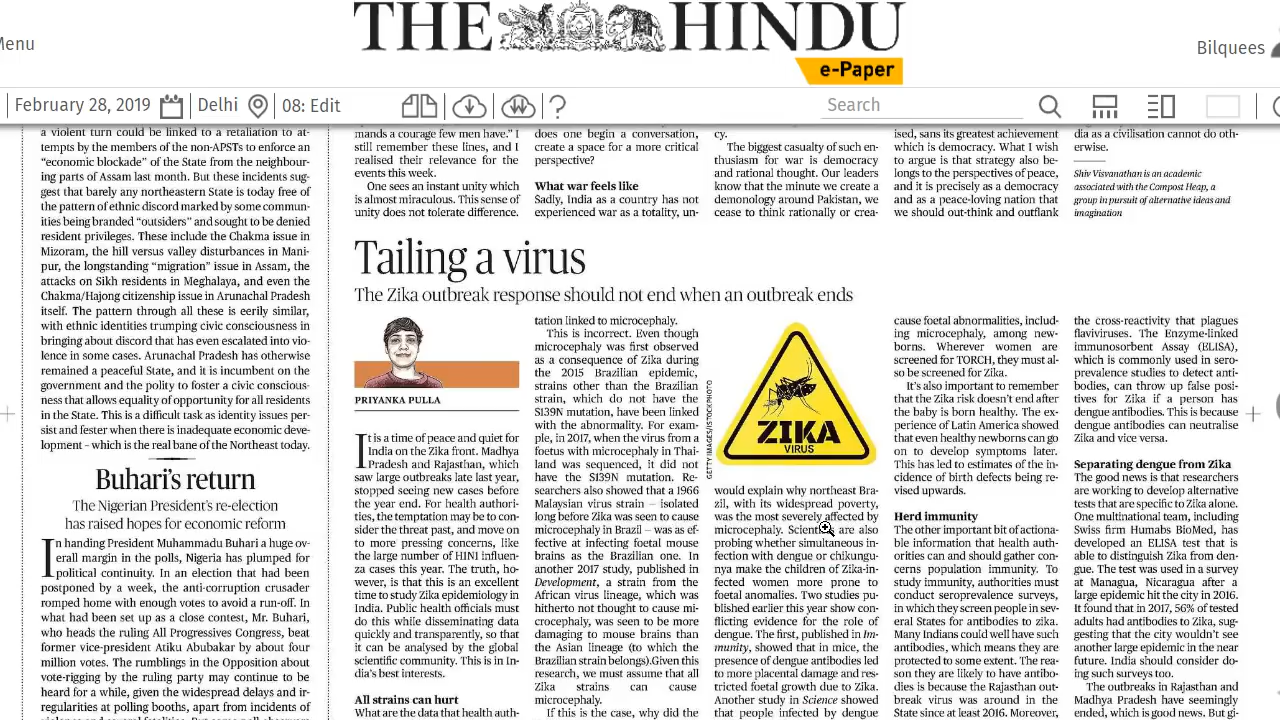 THE HINDU
e-Paper
Menu
Bilquees
February 28, 2019
Delhi
08: Edit
?
Search
a violent turn could be linked to a retaliation to at-
tempts by the members of the non-APSTs to enforce an
“economic blockade” of the State from the neighbour-
ing parts of Assam last month. But these incidents sug-
gest that barely any northeastern State is today free of
the pattern of ethnic discord marked by some commun-
ities being branded “outsiders” and sought to be denied
resident privileges. These include the Chakma issue in
Mizoram, the hill versus valley disturbances in Mani-
pur, the longstanding “migration” issue in Assam, the
attacks on Sikh residents in Meghalaya, and even the
Chakma/Hajong citizenship issue in Arunachal Pradesh
itself. The pattern through all these is eerily similar,
with ethnic identities trumping civic consciousness in
bringing about discord that has even escalated into vio-
lence in some cases. Arunachal Pradesh has otherwise
remained a peaceful State, and it is incumbent on the
government and the polity to foster a civic conscious-
ness that allows equality of opportunity for all residents
in the State. This is a difficult task as identity issues per-
sist and fester when there is inadequate economic deve-
lopment – which is the real bane of the Northeast today.
Buhari’s return
The Nigerian President’s re-election
has raised hopes for economic reform
In handing President Muhammadu Buhari a huge ov-
erall margin in the polls, Nigeria has plumped for
political continuity. In an election that had been
postponed by a week, the anti-corruption crusader
romped home with enough votes to avoid a run-off. In
what had been set up as a close contest, Mr. Buhari,
who heads the ruling All Progressives Congress, beat
former vice-president Atiku Abubakar by about four
million votes. The rumblings in the Opposition about
vote-rigging by the ruling party may continue to be
heard for a while, given the widespread delays and ir-
regularities at polling booths, apart from incidents of
mands a courage few men have.” I
still remember these lines, and I
realised their relevance for the
events this week.
One sees an instant unity which
is almost miraculous. This sense of
unity does not tolerate difference.
does one begin a conversation,
create a space for a more critical
perspective?
What war feels like
Sadly, India as a country has not
experienced war as a totality, un-
cy.
The biggest casualty of such en-
thusiasm for war is democracy
and rational thought. Our leaders
know that the minute we create a
demonology around Pakistan, we
cease to think rationally or crea-
ised, sans its greatest achievement
which is democracy. What I wish
to argue is that strategy also be-
longs to the perspectives of peace,
and it is precisely as a democracy
and as a peace-loving nation that
we should out-think and outflank
dia as a civilisation cannot do oth-
erwise.
Shiv Visvanathan is an academic
associated with the Compost Heap, a
group in pursuit of alternative ideas and
imagination
Tailing a virus
The Zika outbreak response should not end when an outbreak ends
PRIYANKA PULLA
It is a time of peace and quiet for
India on the Zika front. Madhya
Pradesh and Rajasthan, which
saw large outbreaks late last year,
stopped seeing new cases before
the year end. For health authori-
ties, the temptation may be to con-
sider the threat past, and move on
to more pressing concerns, like
the large number of H1N1 influen-
za cases this year. The truth, ho-
wever, is that this is an excellent
time to study Zika epidemiology in
India. Public health officials must
do this while disseminating data
quickly and transparently, so that
it can be analysed by the global
scientific community. This is in In-
dia’s best interests.
All strains can hurt
What are the data that health auth-
tation linked to microcephaly.
This is incorrect. Even though
microcephaly was first observed
as a consequence of Zika during
the 2015 Brazilian epidemic,
strains other than the Brazilian
strain, which do not have the
S139N mutation, have been linked
with the abnormality. For exam-
ple, in 2017, when the virus from a
foetus with microcephaly in Thai-
land was sequenced, it did not
have the S139N mutation. Re-
searchers also showed that a 1966
Malaysian virus strain – isolated
long before Zika was seen to cause
microcephaly in Brazil – was as ef-
fective at infecting foetal mouse
brains as the Brazilian one. In
another 2017 study, published in
Development, a strain from the
African virus lineage, which was
hitherto not thought to cause mi-
crocephaly, was seen to be more
damaging to mouse brains than
the Asian lineage (to which the
Brazilian strain belongs).Given this
research, we must assume that all
Zika strains can cause
microcephaly.
If this is the case, why did the
GETTY IMAGES/ISTOCKPHOTO
ZIKA
VIRUS
would explain why northeast Bra-
zil, with its widespread poverty,
was the most severely affected by
microcephaly. Scientists are also
probing whether simultaneous in-
fection with dengue or chikungu-
nya make the children of Zika-in-
fected women more prone to
foetal anomalies. Two studies pu-
blished earlier this year show con-
flicting evidence for the role of
dengue. The first, published in Im-
munity, showed that in mice, the
presence of dengue antibodies led
to more placental damage and res-
tricted foetal growth due to Zika.
Another study in Science showed
that people infected by dengue
cause foetal abnormalities, includ-
ing microcephaly, among new-
borns. Wherever women are
screened for TORCH, they must al-
so be screened for Zika.
It’s also important to remember
that the Zika risk doesn’t end after
the baby is born healthy. The ex-
perience of Latin America showed
that even healthy newborns can go
on to develop symptoms later.
This has led to estimates of the in-
cidence of birth defects being re-
vised upwards.
Herd immunity
The other important bit of actiona-
ble information that health aut-
orities can and should gather con-
cerns population immunity. To
study immunity, authorities must
conduct seroprevalence surveys,
in which they screen people in sev-
eral States for antibodies to zika.
Many Indians could well have such
antibodies, which means they are
protected to some extent. The rea-
son they are likely to have antibo-
dies is because the Rajasthan out-
break virus was around in the
State since at least 2016. Moreover,
the cross-reactivity that plagues
flaviviruses. The Enzyme-linked
immunosorbent Assay (ELISA),
which is commonly used in sero-
prevalence studies to detect anti-
bodies, can throw up false posi-
tives for Zika if a person has
dengue antibodies. This is because
dengue antibodies can neutralise
Zika and vice versa.
Separating dengue from Zika
The good news is that researchers
are working to develop alternative
tests that are specific to Zika alone.
One multinational team, including
Swiss firm Humabs BioMed, has
developed an ELISA test that is
able to distinguish Zika from den-
gue. The test was used in a survey
at Managua, Nicaragua after a
large epidemic hit the city in 2016.
It found that in 2017, 56% of tested
adults had antibodies to Zika, sug-
gesting that the city wouldn’t see
another large epidemic in the near
future. India should consider do-
ing such surveys too.
The outbreaks in Rajasthan and
Madhya Pradesh have seemingly
ended, which is good news. But gi-